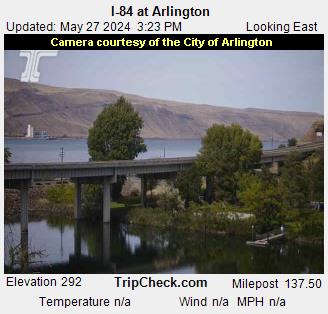 I-84 at Arlington
Updated: May 27 2024 3:23 PM Looking East
Camera courtesy of the City of Arlington
Elevation 292 TripCheck.com Milepost 137.50
Temperature n/a Wind n/a MPH n/a